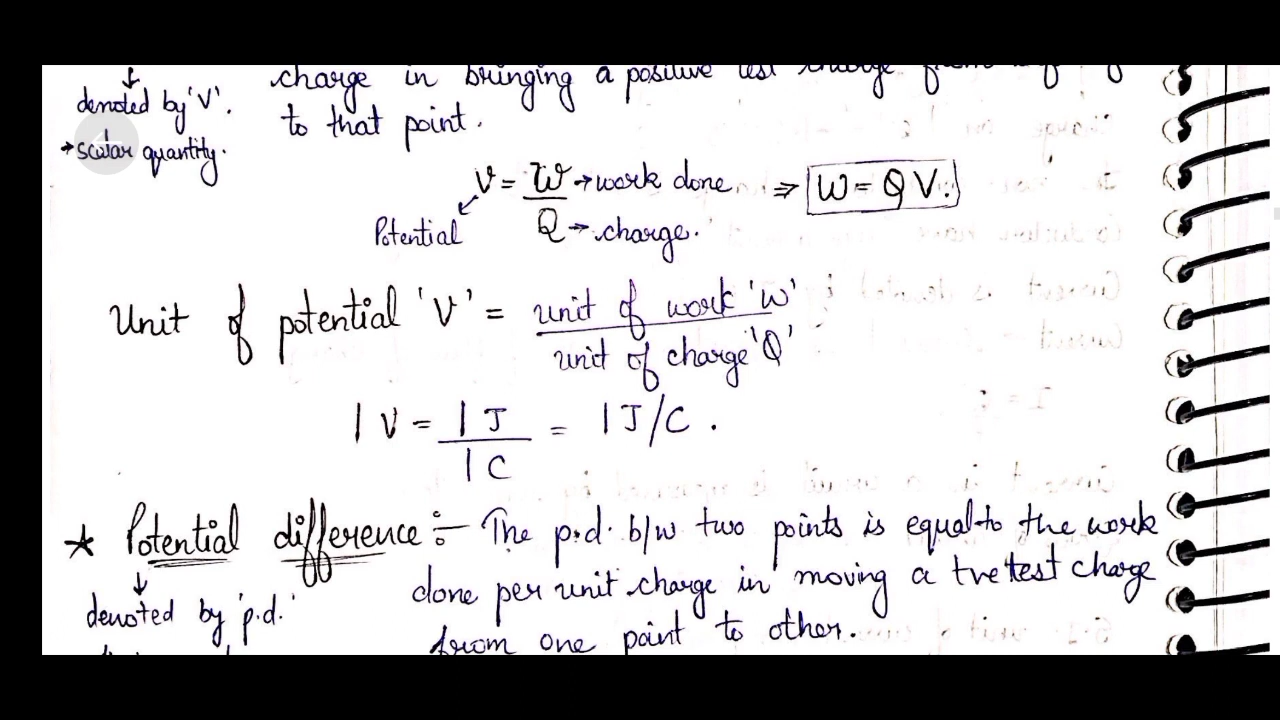 charge in bringing a positive test charge from
denoted by 'V'.
to that point.
→ scalar quantity.
V = W → work done ⇒ W = QV.
Potential Q → charge.
Unit of potential 'V' = unit of work 'W'
unit of charge 'Q'
1 V = 1 J = 1 J/C .
1 C
★ Potential difference :- The p.d. b/w two points is equal to the work
done per unit charge in moving a +ve test charge
denoted by 'p.d.'
from one point to other.